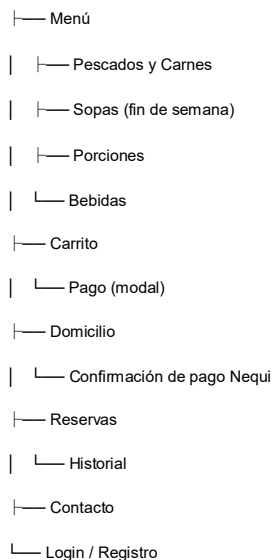 ├── Menú
│   ├── Pescados y Carnes
│   ├── Sopas (fin de semana)
│   ├── Porciones
│   └── Bebidas
├── Carrito
│   └── Pago (modal)
├── Domicilio
│   └── Confirmación de pago Nequi
├── Reservas
│   └── Historial
├── Contacto
└── Login / Registro